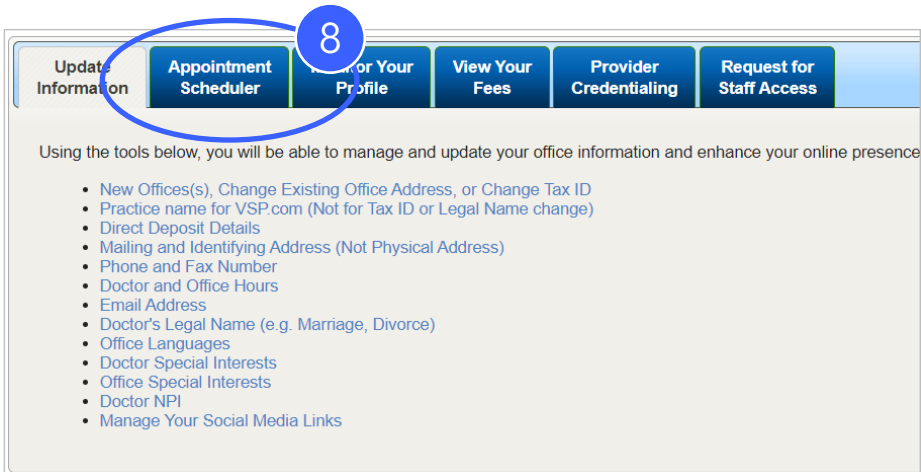 8
Update Information
Appointment Scheduler
or Your Profile
View Your Fees
Provider Credentialing
Request for Staff Access
Using the tools below, you will be able to manage and update your office information and enhance your online presence
• New Offices(s), Change Existing Office Address, or Change Tax ID
• Practice name for VSP.com (Not for Tax ID or Legal Name change)
• Direct Deposit Details
• Mailing and Identifying Address (Not Physical Address)
• Phone and Fax Number
• Doctor and Office Hours
• Email Address
• Doctor's Legal Name (e.g. Marriage, Divorce)
• Office Languages
• Doctor Special Interests
• Office Special Interests
• Doctor NPI
• Manage Your Social Media Links